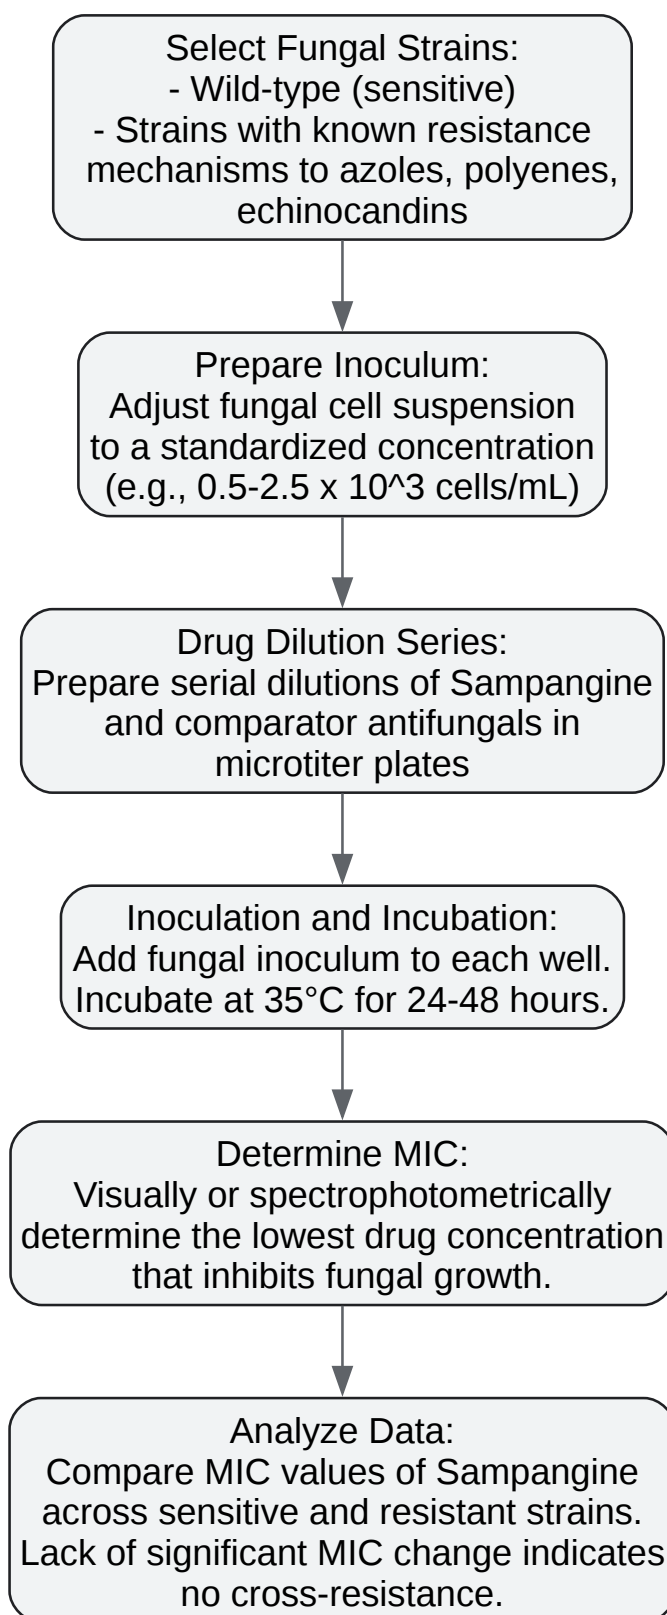 Select Fungal Strains:
- Wild-type (sensitive)
- Strains with known resistance
mechanisms to azoles, polyenes,
echinocandins
Prepare Inoculum:
Adjust fungal cell suspension
to a standardized concentration
(e.g., 0.5-2.5 x 10^3 cells/mL)
Drug Dilution Series:
Prepare serial dilutions of Sampangine
and comparator antifungals in
microtiter plates
Inoculation and Incubation:
Add fungal inoculum to each well.
Incubate at 35°C for 24-48 hours.
Determine MIC:
Visually or spectrophotometrically
determine the lowest drug concentration
that inhibits fungal growth.
Analyze Data:
Compare MIC values of Sampangine
across sensitive and resistant strains.
Lack of significant MIC change indicates
no cross-resistance.